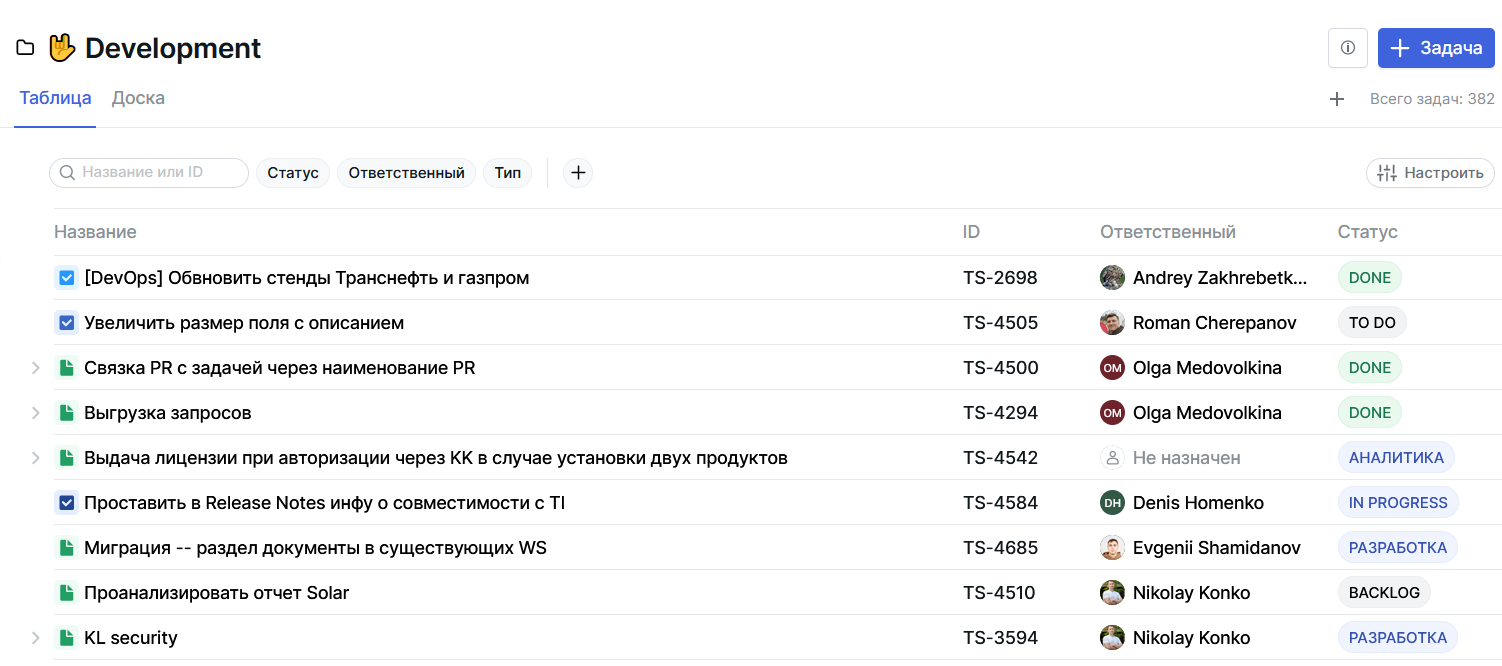 Development
Задача
Таблица Доска
Всего задач: 382
Название или ID Статус Ответственный Тип Настроить
Название ID Ответственный Статус
[DevOps] Обвновить стенды Транснефть и газпром TS-2698 Andrey Zakhrebetk... DONE
Увеличить размер поля с описанием TS-4505 Roman Cherepanov TO DO
Связка PR с задачей через наименование PR TS-4500 OM Olga Medovolkina DONE
Выгрузка запросов TS-4294 OM Olga Medovolkina DONE
Выдача лицензии при авторизации через KK в случае установки двух продуктов TS-4542 Не назначен АНАЛИТИКА
Проставить в Release Notes инфу о совместимости с TI TS-4584 DH Denis Homenko IN PROGRESS
Миграция -- раздел документы в существующих WS TS-4685 Evgenii Shamidanov РАЗРАБОТКА
Проанализировать отчет Solar TS-4510 Nikolay Konko BACKLOG
KL security TS-3594 Nikolay Konko РАЗРАБОТКА